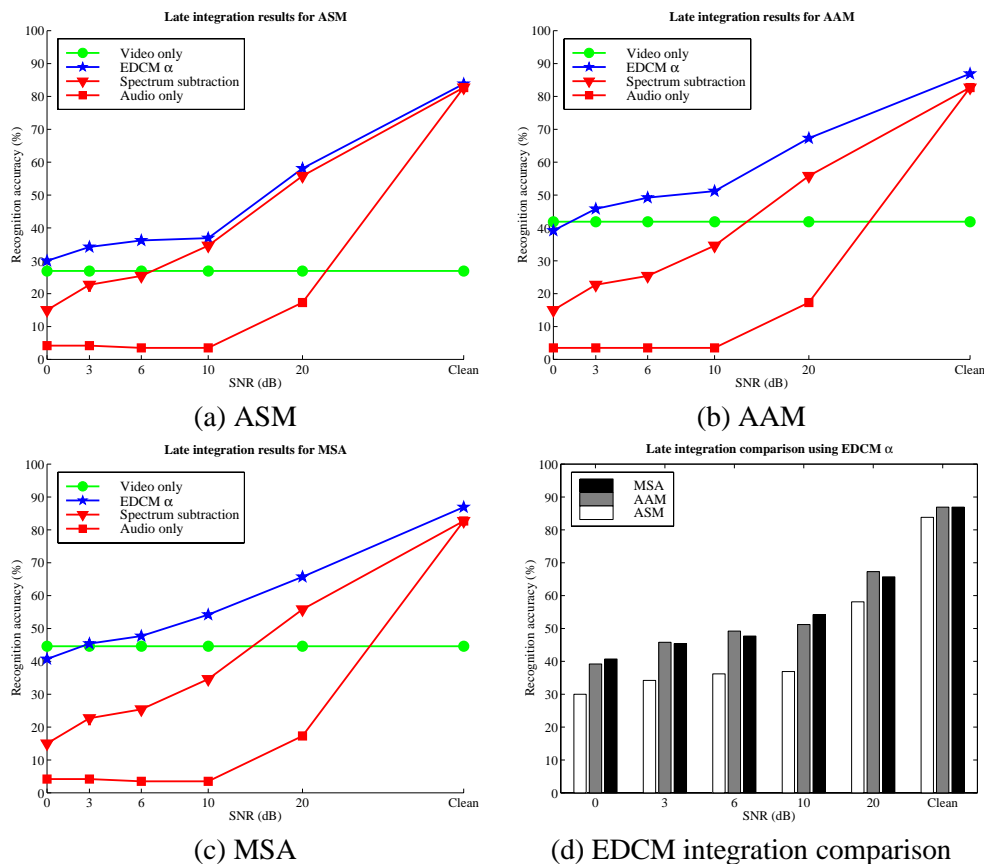 Late integration results for ASM
100
90
80
70
60
50
40
30
20
10
0
Recognition accuracy (%)
Video only
EDCM α
Spectrum subtraction
Audio only
0 3 6 10 20 Clean
SNR (dB)
(a) ASM
Late integration results for AAM
100
90
80
70
60
50
40
30
20
10
0
Recognition accuracy (%)
Video only
EDCM α
Spectrum subtraction
Audio only
0 3 6 10 20 Clean
SNR (dB)
(b) AAM
Late integration results for MSA
100
90
80
70
60
50
40
30
20
10
0
Recognition accuracy (%)
Video only
EDCM α
Spectrum subtraction
Audio only
0 3 6 10 20 Clean
SNR (dB)
(c) MSA
Late integration comparison using EDCM α
100
90
80
70
60
50
40
30
20
10
0
Recognition accuracy (%)
MSA
AAM
ASM
0 3 6 10 20 Clean
SNR (dB)
(d) EDCM integration comparison